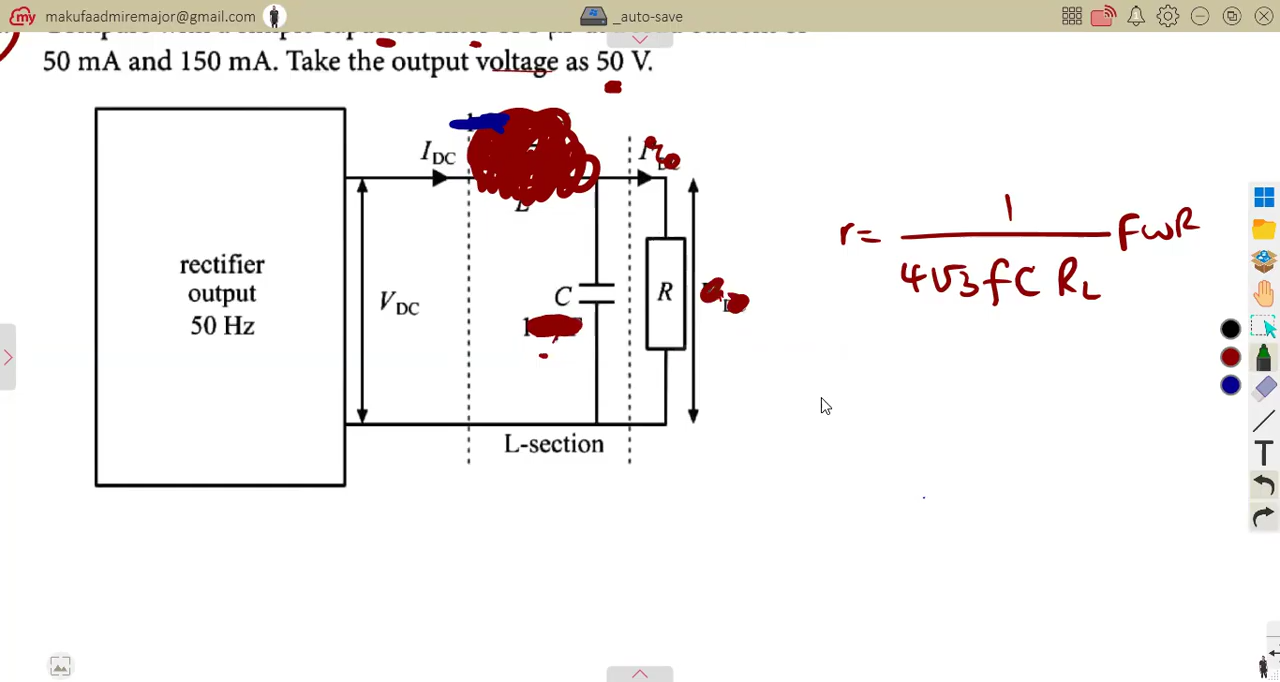 my makufaadmiremajor@gmail.com _auto-save
50 mA and 150 mA. Take the output voltage as 50 V.
I_DC
L
rectifier
output
50 Hz
V_DC
C
R
L-section
r = 1 / 4√3 f C R_L FWR
T